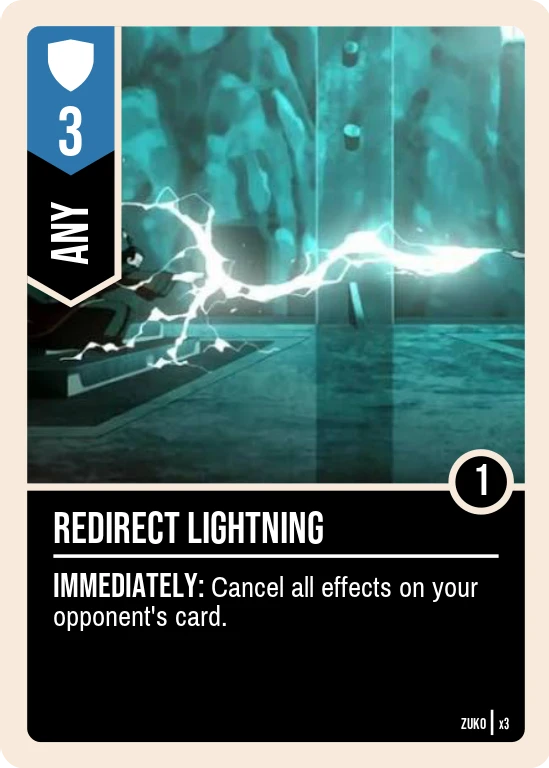 3
ANY
1
REDIRECT LIGHTNING
IMMEDIATELY: Cancel all effects on your
opponent's card.
ZUKO | x3